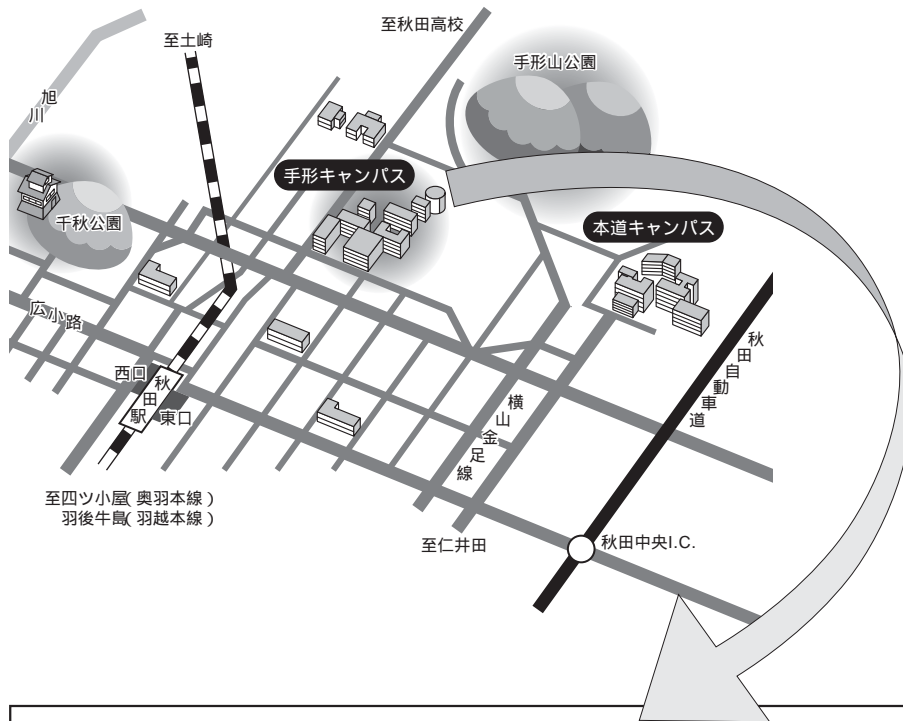 至秋田高校
至土崎
手形山公園
旭川
手形キャンパス
千秋公園
本道キャンパス
広小路
秋田自動車道
西口
秋田駅
東口
横山金足線
至四ツ小屋(奥羽本線)
羽後牛島(羽越本線)
至仁井田
秋田中央I.C.